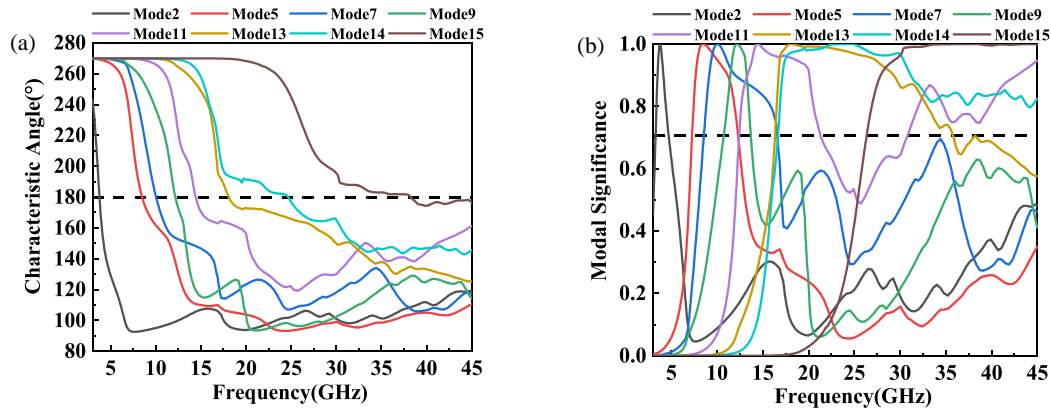 Mode2 Mode5 Mode7 Mode9
Mode11 Mode13 Mode14 Mode15
(a)
280
260
240
220
200
180
160
140
120
100
80
Characteristic Angle(°)
5 10 15 20 25 30 35 40 45
Frequency(GHz)
Mode2 Mode5 Mode7 Mode9
Mode11 Mode13 Mode14 Mode15
(b)
1.0
0.8
0.6
0.4
0.2
0.0
Modal Significance
5 10 15 20 25 30 35 40 45
Frequency(GHz)